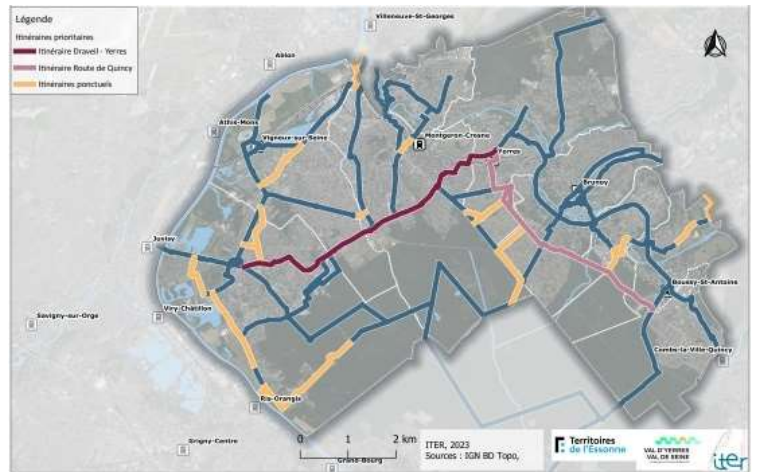 Légende
Itinéraires prioritaires
Itinéraire Draveil - Yerres
Itinéraire Route de Quincy
Itinéraires ponctuels
Villeneuve-St-Georges
Ablon
Athis-Mons
Vigneux-sur-Seine
Montgeron-Crosne
Yerres
Brunoy
Juvisy
Boussy-St-Antoine
Savigny-sur-Orge
Viry-Châtillon
Combs-la-Ville-Quincy
Ris-Orangis
0 1 2 km
ITER, 2023
Sources : IGN BD Topo,
Territoires
de l'Essonne
VAL D'YERRES
VAL DE SEINE
iter
Grigny-Centre
Grand-Bourg